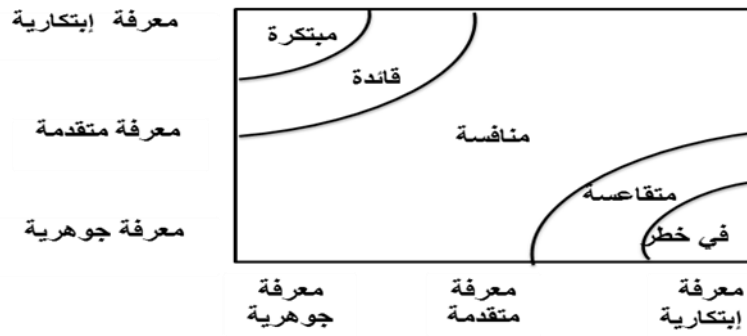 معرفة إبتكارية
مبتكرة
قائدة
معرفة متقدمة
منافسة
متقاعسة
معرفة جوهرية
في خطر
معرفة
جوهرية
معرفة
متقدمة
معرفة
إبتكارية